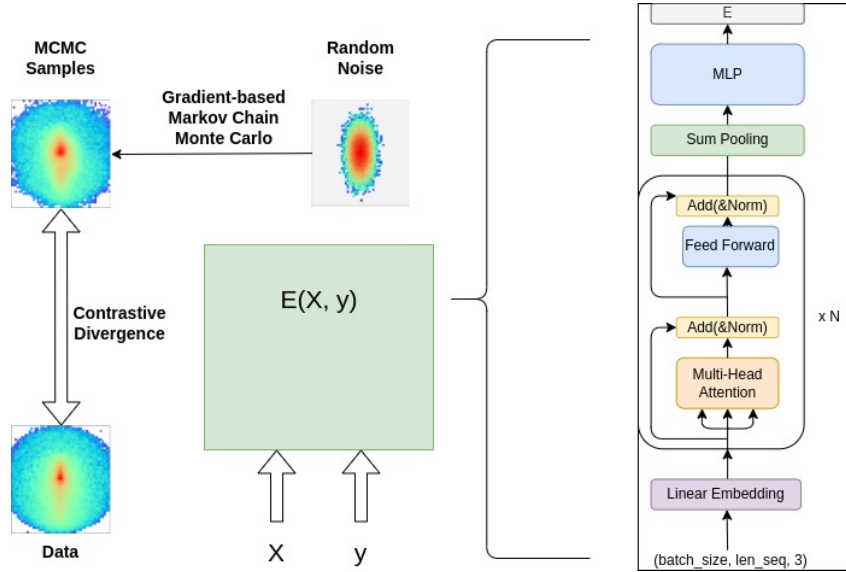 MCMC
Samples
Random
Noise
Gradient-based
Markov Chain
Monte Carlo
Contrastive
Divergence
Data
E(X, y)
X
y
E
MLP
Sum Pooling
Add(&Norm)
Feed Forward
Add(&Norm)
x N
Multi-Head
Attention
Linear Embedding
(batch_size, len_seq, 3)